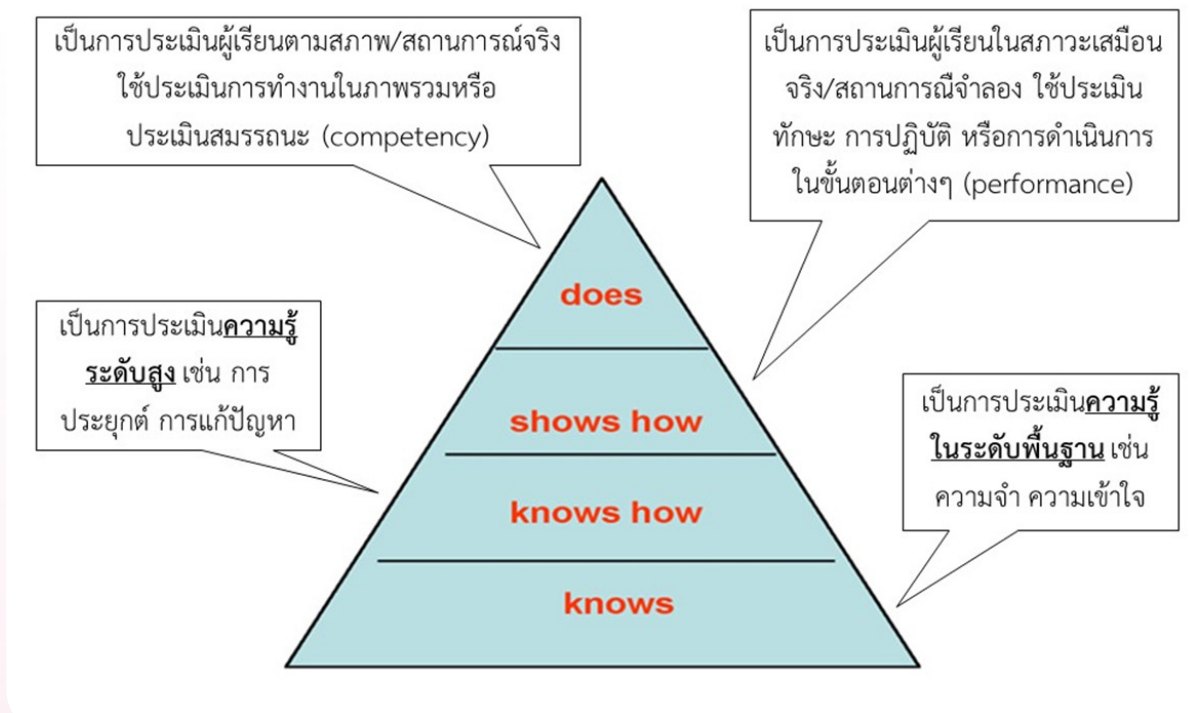 เป็นการประเมินผู้เรียนตามสภาพ/สถานการณ์จริง
ใช้ประเมินการทำงานในภาพรวมหรือ
ประเมินสมรรถนะ (competency)
เป็นการประเมินผู้เรียนในสภาวะเสมือน
จริง/สถานการณืจำลอง ใช้ประเมิน
ทักษะ การปฏิบัติ หรือการดำเนินการ
ในขั้นตอนต่างๆ (performance)
does
เป็นการประเมินความรู้
ระดับสูง เช่น การ
ประยุกต์ การแก้ปัญหา
shows how
เป็นการประเมินความรู้
ในระดับพื้นฐาน เช่น
ความจำ ความเข้าใจ
knows how
knows